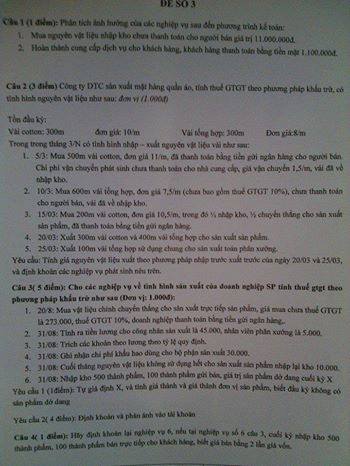 ĐỀ SỐ 3
Câu 1 (1 điểm): Phân tích ảnh hưởng của các nghiệp vụ sau đến phương trình kế toán:
1. Mua nguyên vật liệu nhập kho chưa thanh toán cho người bán giá trị 11.000.000đ.
2. Hoàn thành cung cấp dịch vụ cho khách hàng, khách hàng thanh toán bằng tiền mặt 1.100.000đ.
Câu 2 (3 điểm) Công ty DTC sản xuất mặt hàng quần áo, tính thuế GTGT theo phương pháp khấu trừ, có
tình hình nguyên vật liệu như sau: đơn vị (1.000đ)
Tồn đầu kỳ:
Vải cotton: 300m đơn giá: 10/m Vải tổng hợp: 300m Đơn giá:8/m
Trong trong tháng 3/N có tình hình nhập – xuất nguyên vật liệu vải như sau:
1. 5/3: Mua 500m vải cotton, đơn giá 11/m, đã thanh toán bằng tiền gửi ngân hàng cho người bán.
Chi phí vận chuyển phát sinh chưa thanh toán cho nhà cung cấp, giá vận chuyển 1,5/m, vải đã về
nhập kho.
2. 10/3: Mua 600m vải tổng hợp, đơn giá 7,5/m (chưa bao gồm thuế GTGT 10%), chưa thanh toán
cho người bán, vải đã về nhập kho.
3. 15/03: Mua 200m vải cotton, đơn giá 10,5/m, trong đó ½ nhập kho, ½ chuyển thẳng cho sản xuất
sản phẩm, đã thanh toán bằng tiền gửi ngân hàng.
4. 20/03: Xuất 300m vải cotton và 400m vải tổng hợp cho sản xuất sản phẩm.
5. 25/03: Xuất 100m vải tổng hợp sử dụng chung cho sản xuất toàn phân xưởng.
Yêu cầu: Tính giá nguyên vật liệu xuất theo phương pháp nhập trước xuất trước của ngày 20/03 và 25/03,
và định khoản các nghiệp vụ phát sinh nêu trên.
Câu 3( 5 điểm): Cho các nghiệp vụ về tình hình sản xuất của doanh nghiệp SP tính thuế gtgt theo
phương pháp khấu trừ như sau (Đơn vị: 1.000đ):
1. 20/8: Mua vật liệu chính chuyển thẳng cho sản xuất trực tiếp sản phẩm, giá mua chưa thuế GTGT
là 273.000, thuế GTGT 10%, doanh nghiệp thanh toán bằng tiền gửi ngân hàng,.
2. 31/08: Tính ra tiền lương cho công nhân sản xuất là 45.000, nhân viên phân xưởng là 5.000.
3. 31/08: Trích các khoản theo lương theo tỷ lệ quy định.
4. 31/08: Ghi nhận chi phí khấu hao dùng cho bộ phận sản xuất 30.000.
5. 31/08: Cuối tháng nguyên vật liệu không sử dụng hết cho sản xuất sản phẩm nhập lại kho 10.000.
6. 31/08: Nhập kho 500 thành phẩm, 100 thành phẩm gửi bán, giá trị sản phẩm dở dang cuối kỳ X
Yêu cầu 1 (1điểm): Tự giả định X, và tính giá thành và giá thành đơn vị sản phẩm, biết đầu kỳ không có
sản phẩm dở dang
Yêu cầu 2( 4 điểm): Định khoản và phản ánh vào tài khoản
Câu 4( 1 điểm): Hãy định khoản lại nghiệp vụ 6, nếu tại nghiệp vụ số 6 câu 3, cuối kỳ nhập kho 500
thành phẩm, 100 thành phẩm bán trực tiếp cho khách hàng, biết giá bán bằng 2 lần giá vốn.